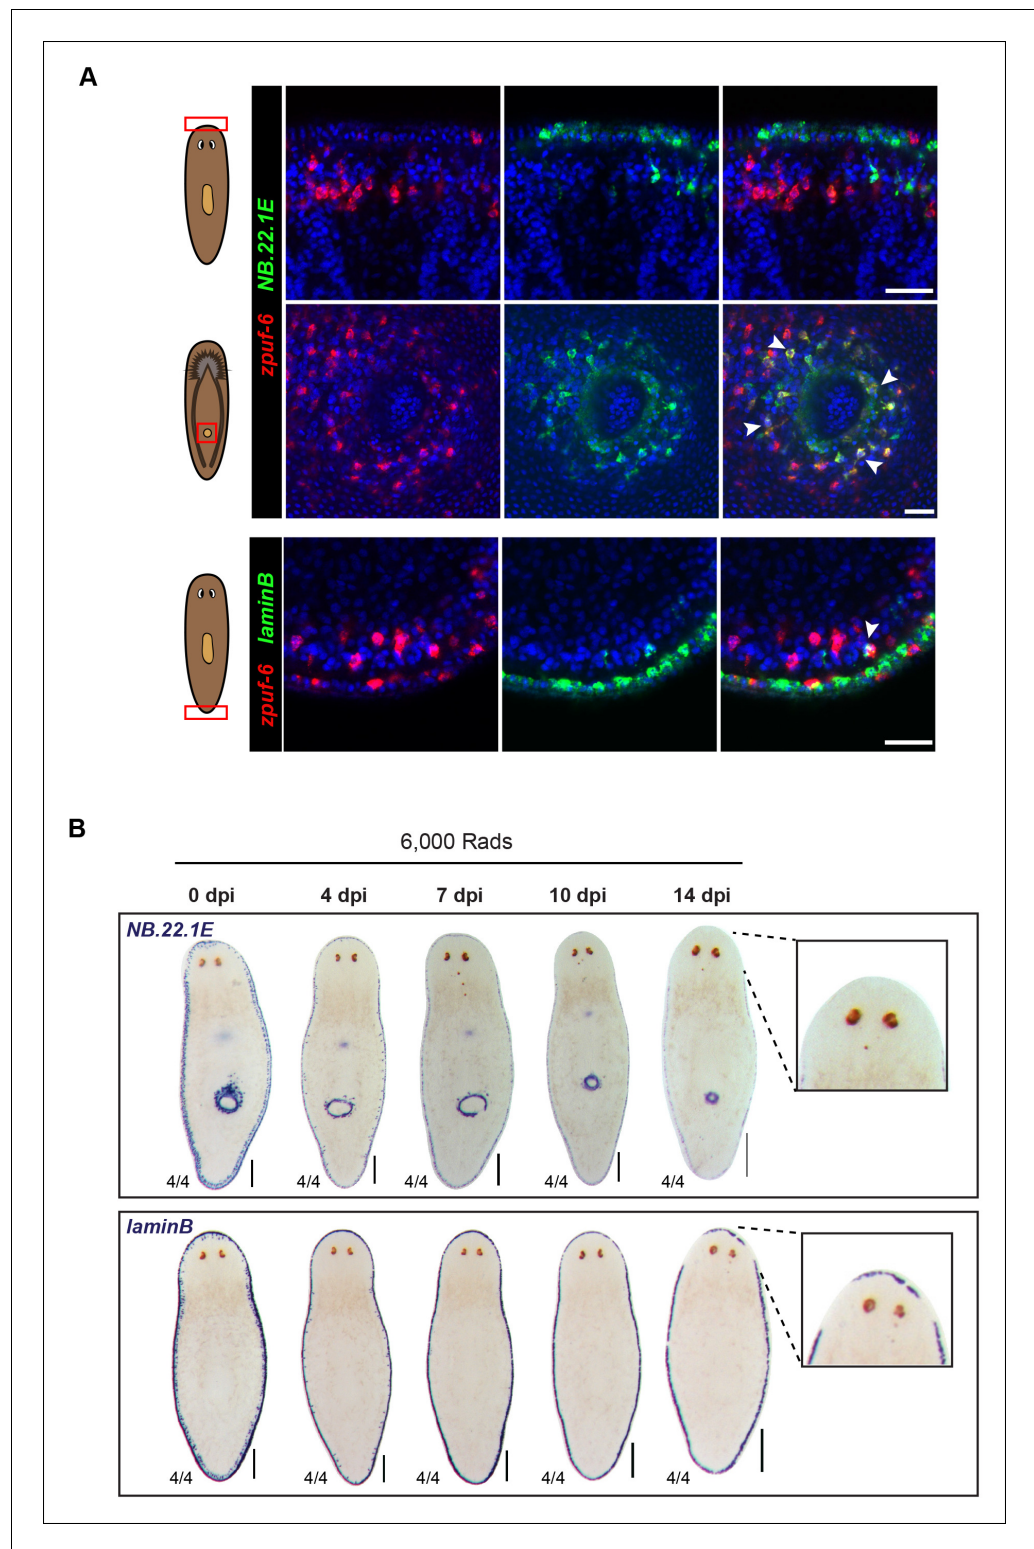 A
zpuf-6 NB.22.1E
zpuf-6 laminB
B
6,000 Rads
0 dpi 4 dpi 7 dpi 10 dpi 14 dpi
NB.22.1E
4/4 4/4 4/4 4/4 4/4
laminB
4/4 4/4 4/4 4/4 4/4